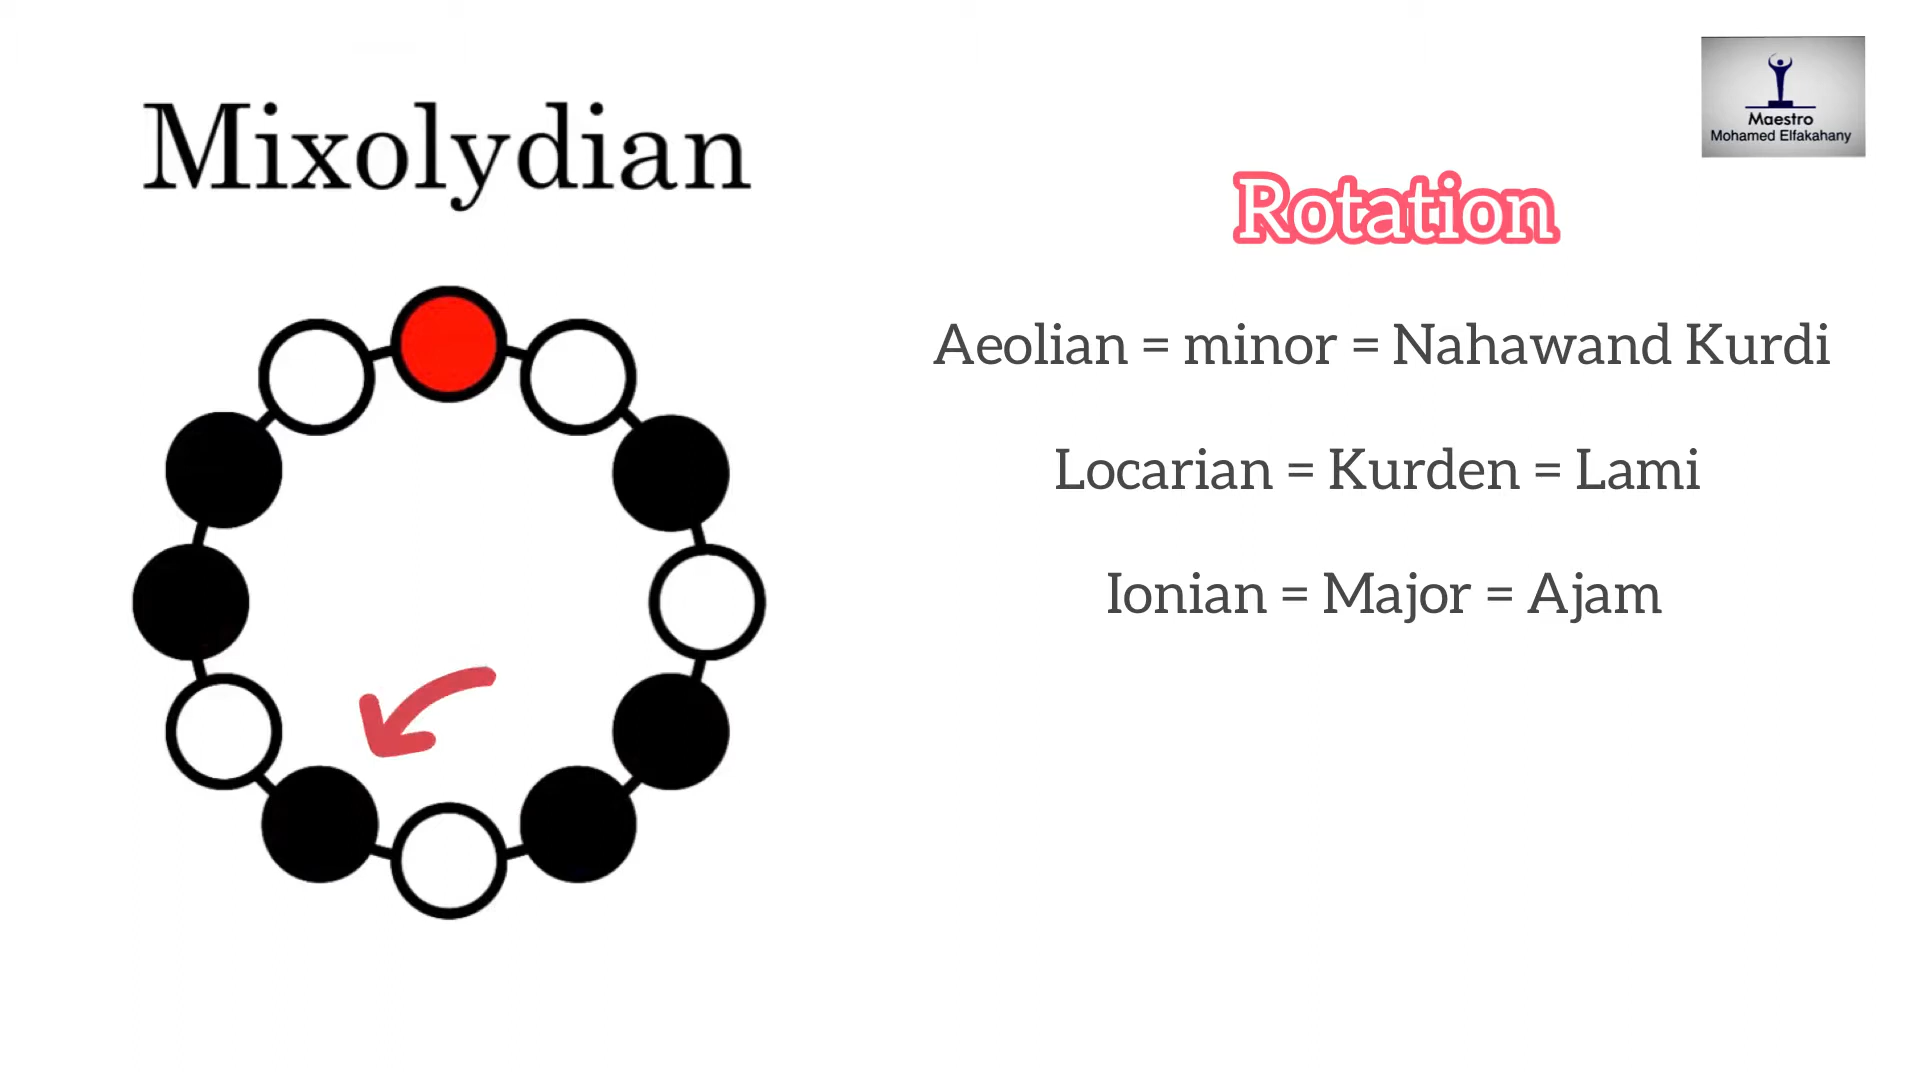 Mixolydian
Maestro
Mohamed Elfakahany
Rotation
Aeolian = minor = Nahawand Kurdi
Locarian = Kurden = Lami
Ionian = Major = Ajam